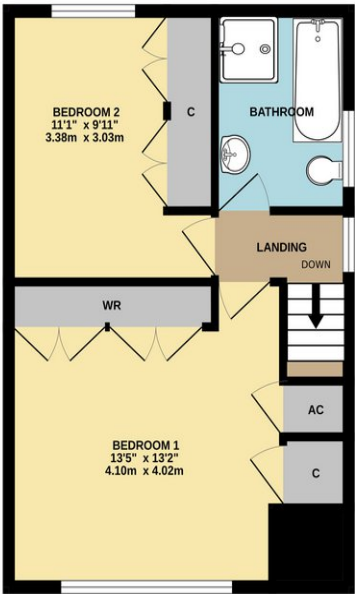 BEDROOM 2
11'1" x 9'11"
3.38m x 3.03m
C
BATHROOM
LANDING
DOWN
WR
BEDROOM 1
13'5" x 13'2"
4.10m x 4.02m
AC
C